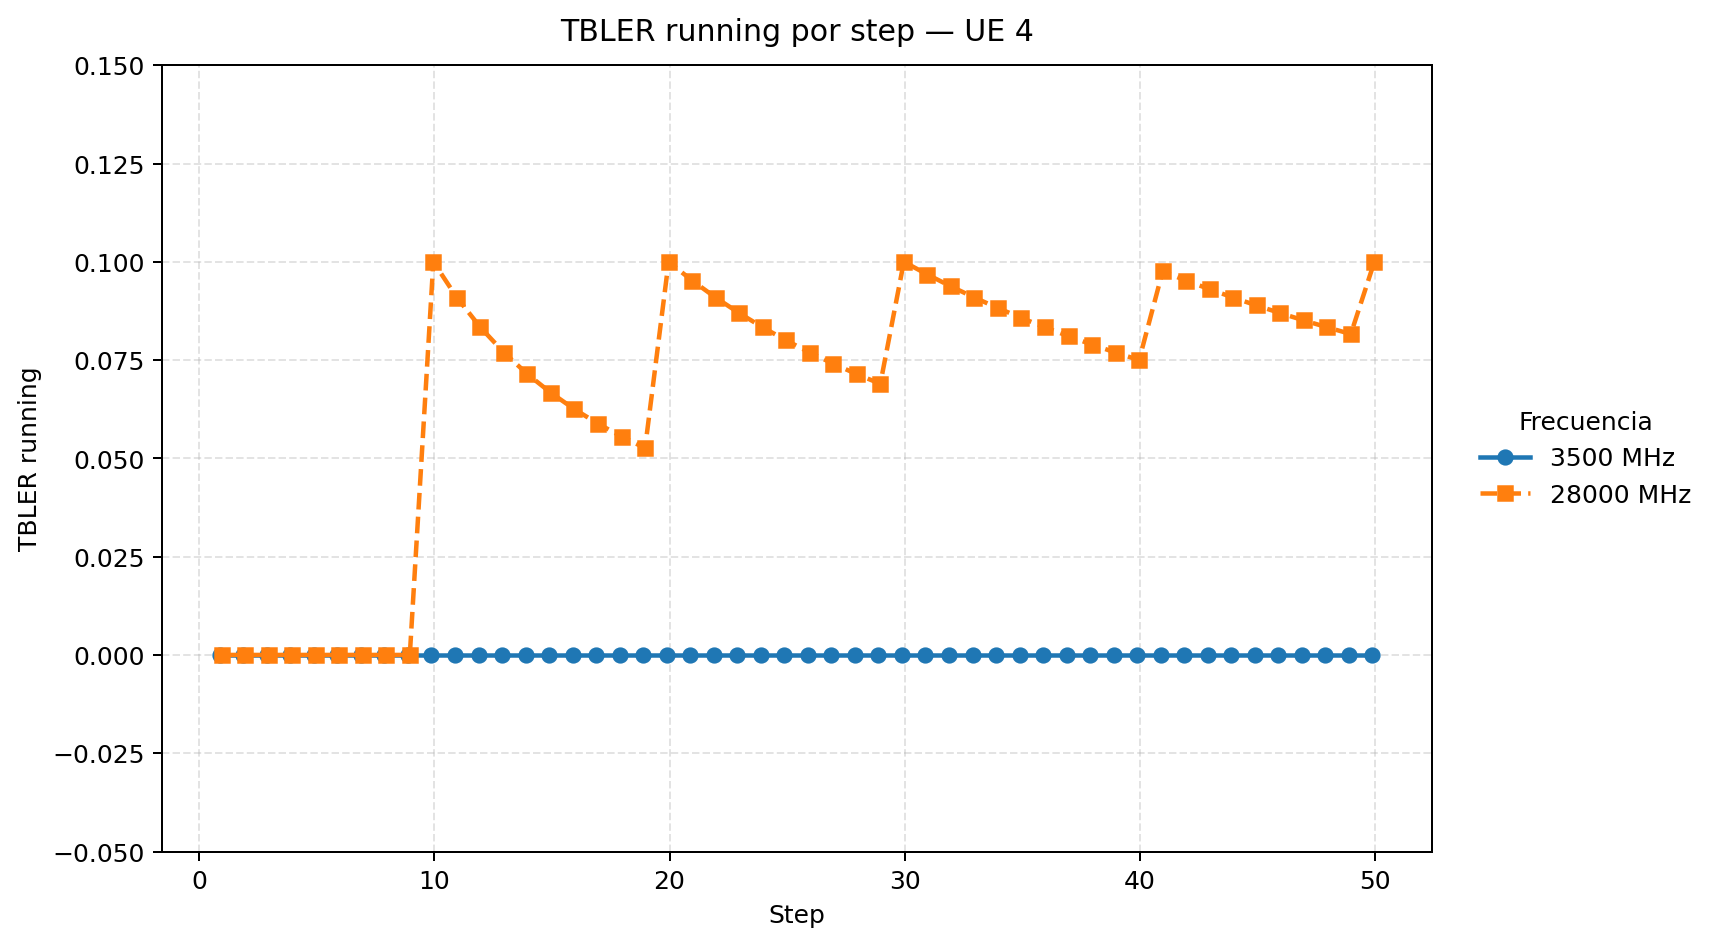 TBLER running por step — UE 4
0.150
0.125
0.100
0.075
0.050
0.025
0.000
−0.025
−0.050
TBLER running
0 10 20 30 40 50
Step
Frecuencia
3500 MHz
28000 MHz